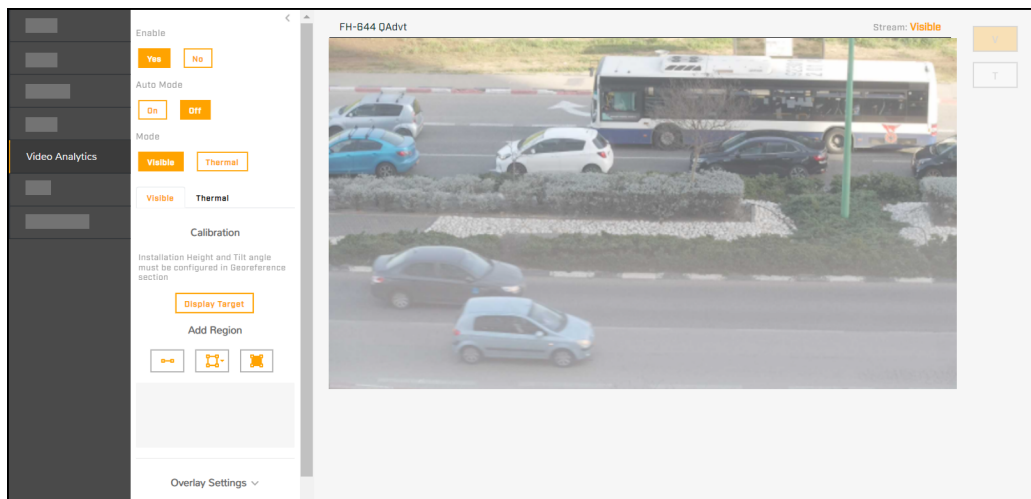 Video Analytics
Enable
Yes No
Auto Mode
On Off
Mode
Visible Thermal
Visible Thermal
Calibration
Installation Height and Tilt angle
must be configured in Georeference
section
Display Target
Add Region
Overlay Settings
FH-644 QAdvt
Stream: Visible
V
T